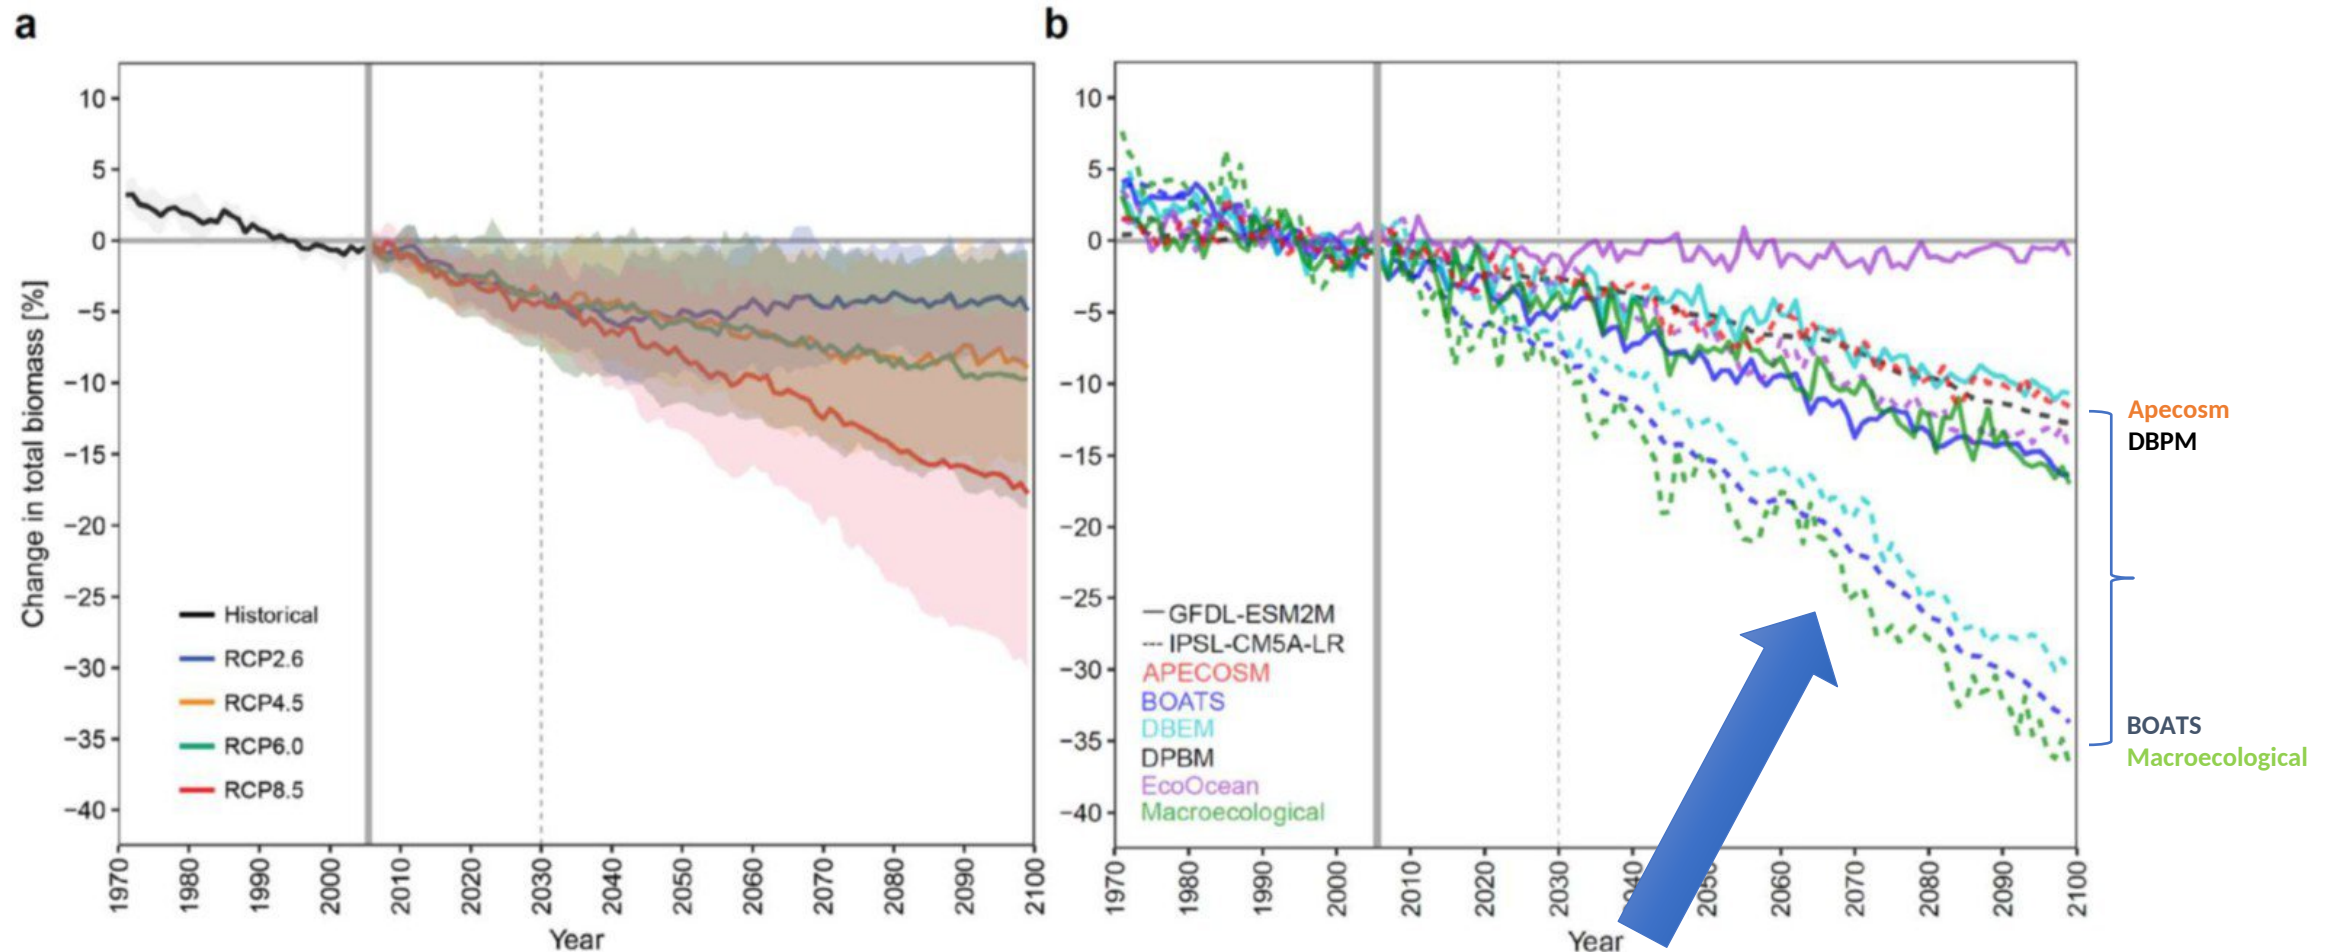 a
b
10
5
0
−5
−10
−15
−20
−25
−30
−35
−40
Change in total biomass [%]
Historical
RCP2.6
RCP4.5
RCP6.0
RCP8.5
1970
1980
1990
2000
2010
2020
2030
2040
2050
2060
2070
2080
2090
2100
Year
10
5
0
−5
−10
−15
−20
−25
−30
−35
−40
GFDL-ESM2M
IPSL-CM5A-LR
APECOSM
BOATS
DBEM
DPBM
EcoOcean
Macroecological
1970
1980
1990
2000
2010
2020
2030
2060
2070
2080
2090
2100
Year
Apecosm
DBPM
BOATS
Macroecological